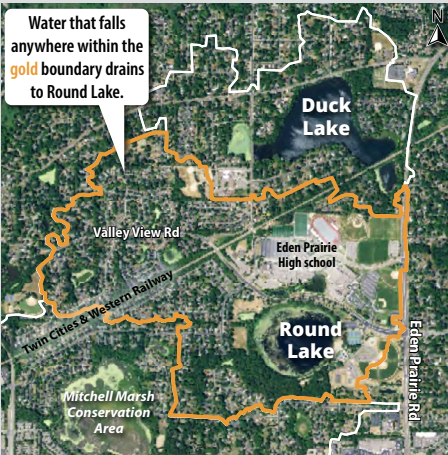 Water that falls
anywhere within the
gold boundary drains
to Round Lake.
N
Duck
Lake
Valley View Rd
Eden Prairie
High school
Twin Cities & Western Railway
Round
Lake
Eden Prairie Rd
Mitchell Marsh
Conservation
Area